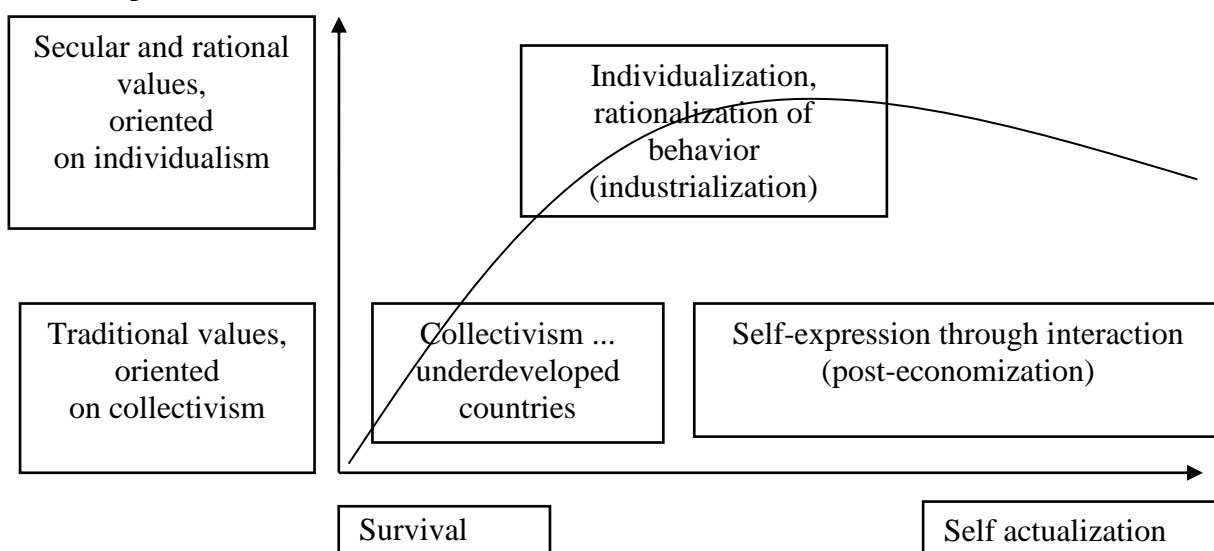 Secular and rational
values,
oriented
on individualism
Individualization,
rationalization of
behavior
(industrialization)
Traditional values,
oriented
on collectivism
Collectivism ...
underdeveloped
countries
Self-expression through interaction
(post-economization)
Survival
Self actualization